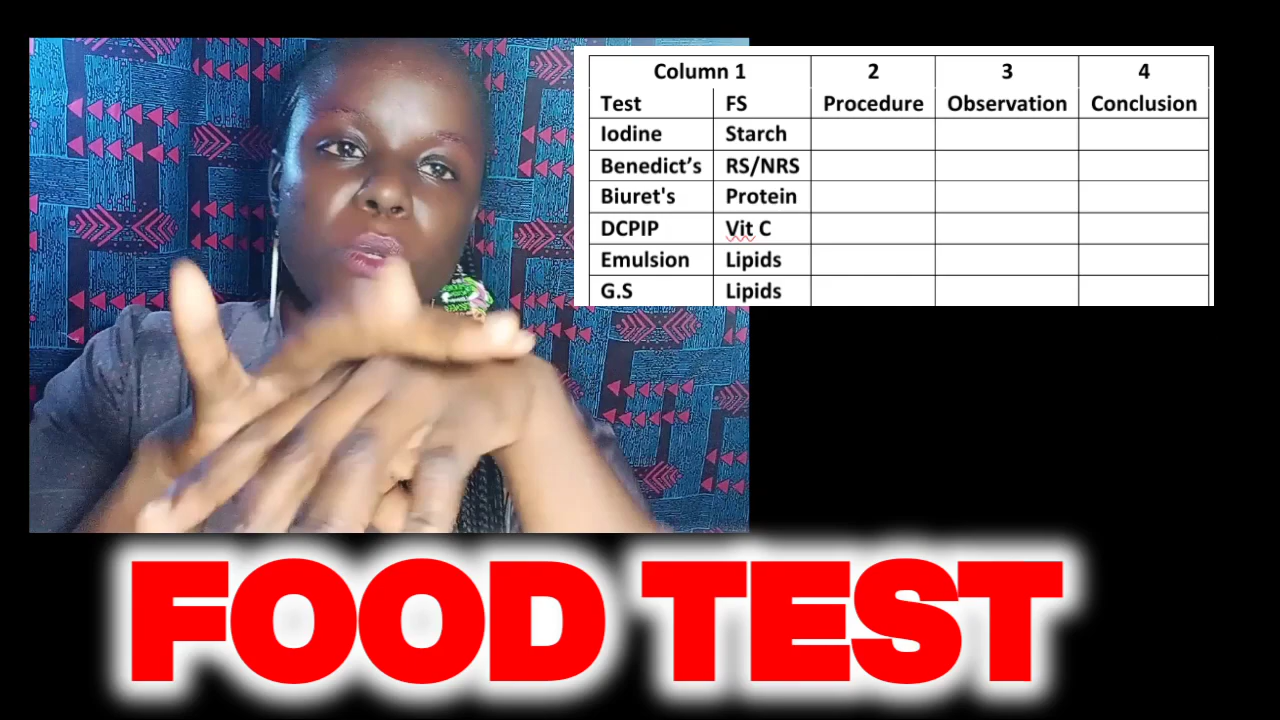 Column 1 2 3 4
Test FS Procedure Observation Conclusion
Iodine Starch
Benedict’s RS/NRS
Biuret's Protein
DCPIP Vit C
Emulsion Lipids
G.S Lipids
FOOD TEST